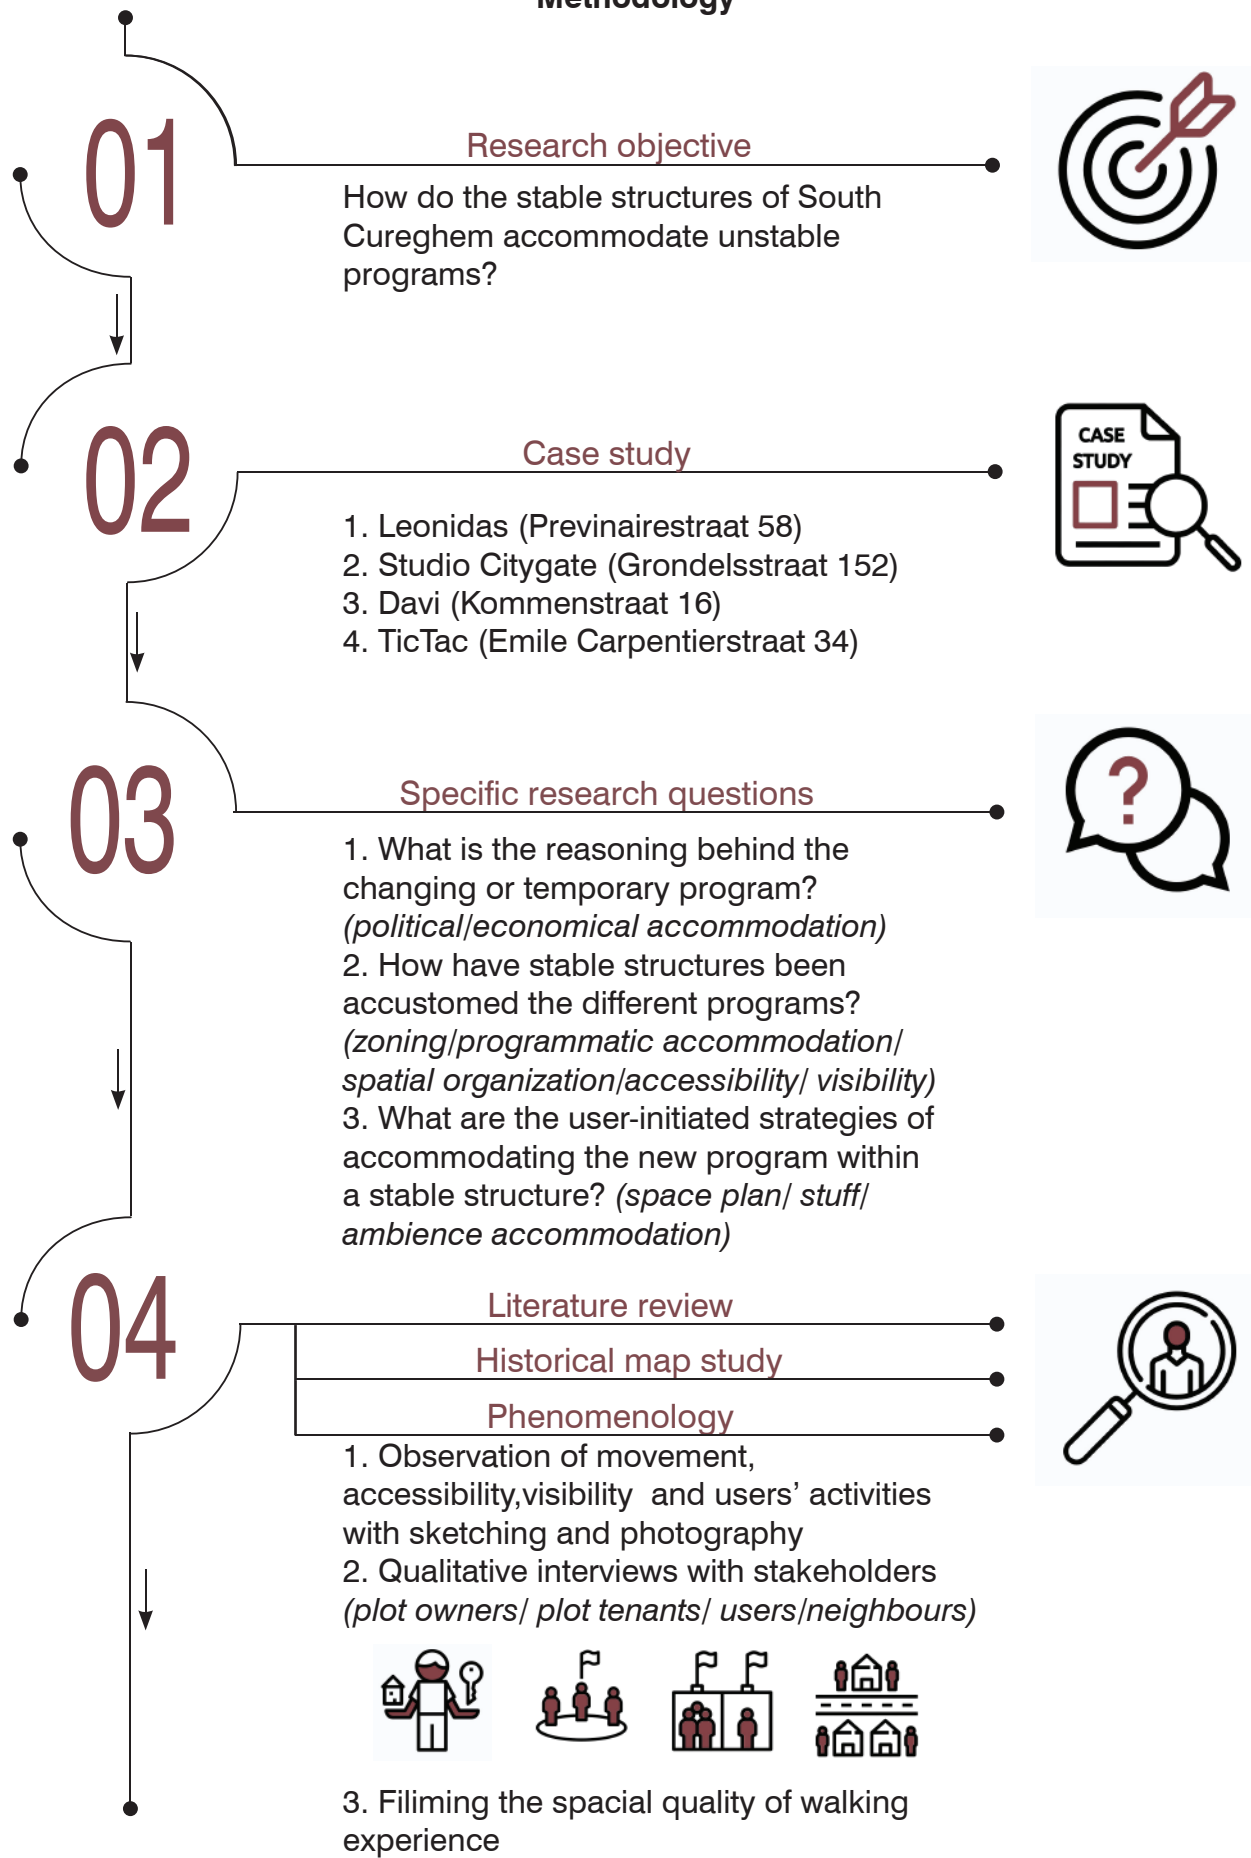 Methodology
01
Research objective
How do the stable structures of South
Cureghem accommodate unstable
programs?
02
Case study
CASE
STUDY
1. Leonidas (Previnairestraat 58)
2. Studio Citygate (Grondelsstraat 152)
3. Davi (Kommenstraat 16)
4. TicTac (Emile Carpentierstraat 34)
03
Specific research questions
?
1. What is the reasoning behind the
changing or temporary program?
(political/economical accommodation)
2. How have stable structures been
accustomed the different programs?
(zoning/programmatic accommodation/
spatial organization/accessibility/ visibility)
3. What are the user-initiated strategies of
accommodating the new program within
a stable structure? (space plan/ stuff/
ambience accommodation)
04
Literature review
Historical map study
Phenomenology
1. Observation of movement,
accessibility,visibility  and users’ activities
with sketching and photography
2. Qualitative interviews with stakeholders
(plot owners/ plot tenants/ users/neighbours)
3. Filiming the spacial quality of walking
experience